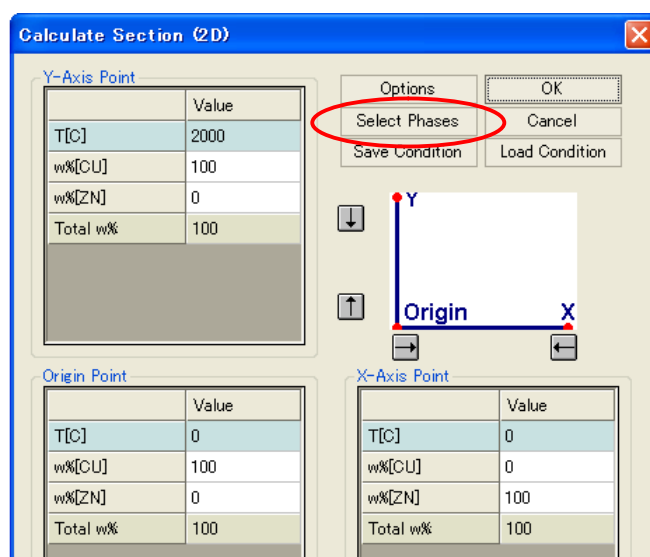 Calculate Section (2D)
Y-Axis Point
Value
T[C] 2000
w%[CU] 100
w%[ZN] 0
Total w% 100
Options OK
Select Phases Cancel
Save Condition Load Condition
Y
Origin X
Origin Point
Value
T[C] 0
w%[CU] 100
w%[ZN] 0
Total w% 100
X-Axis Point
Value
T[C] 0
w%[CU] 0
w%[ZN] 100
Total w% 100